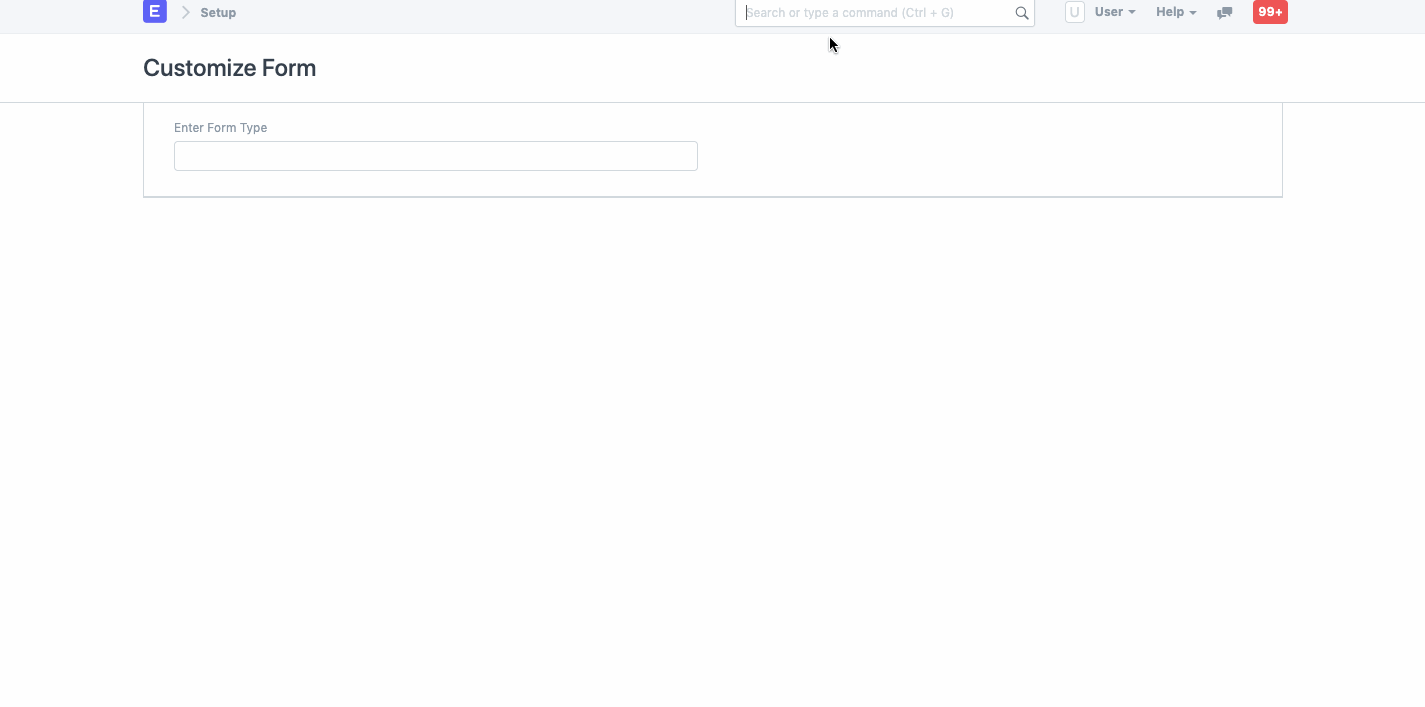 E Setup Search or type a command (Ctrl + G) U User Help 99+
Customize Form
Enter Form Type